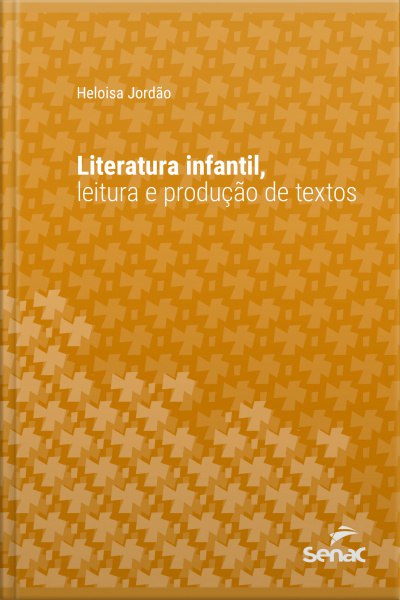 Heloisa Jordão
Literatura infantil,
leitura e produção de textos
senac